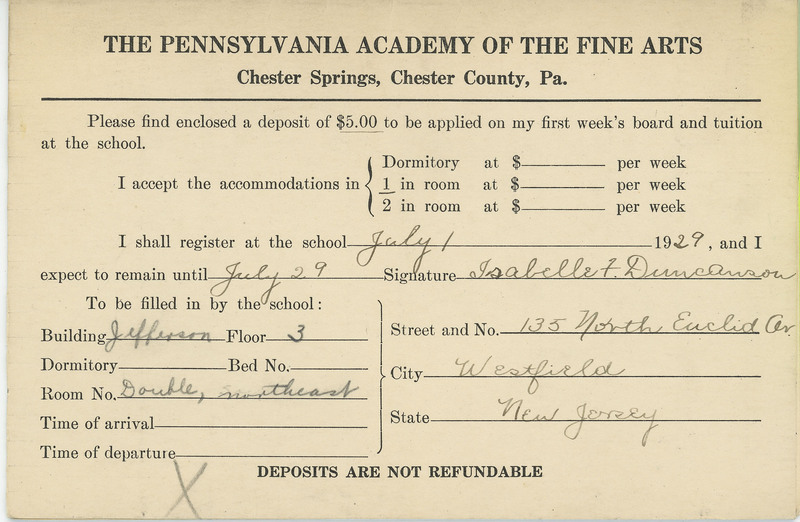 THE PENNSYLVANIA ACADEMY OF THE FINE ARTS
Chester Springs, Chester County, Pa.
Please find enclosed a deposit of $5.00 to be applied on my first week's board and tuition
at the school.
I accept the accommodations in
Dormitory at $ per week
1 in room at $ per week
2 in room at $ per week
I shall register at the school July 1 1929, and I
expect to remain until July 29 Signature Isabelle F. Duncanson
To be filled in by the school:
Building Jefferson Floor 3
Dormitory Bed No.
Room No. Double, northeast
Time of arrival
Time of departure
Street and No. 135 North Euclid Av.
City Westfield
State New Jersey
X
DEPOSITS ARE NOT REFUNDABLE